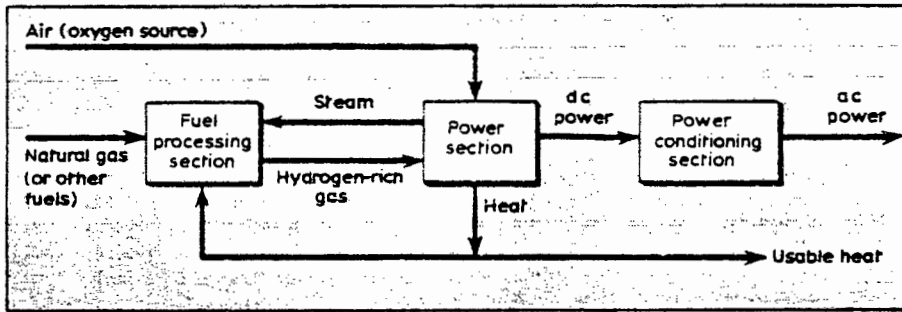 Air (oxygen source)
Steam
dc
power
ac
power
Fuel
processing
section
Power
section
Power
conditioning
section
Natural gas
(or other
fuels)
Hydrogen-rich
gas
Heat
Usable heat